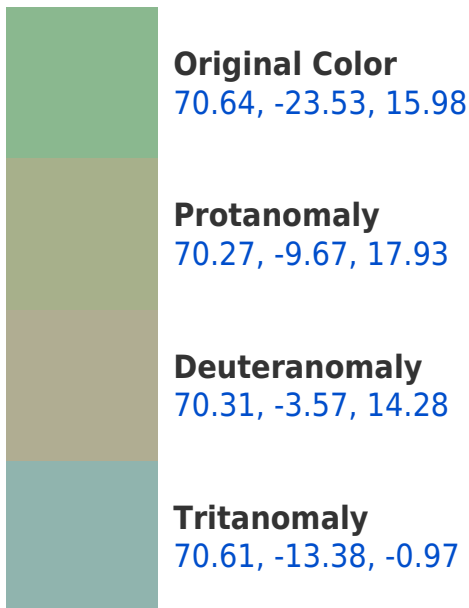 Original Color
70.64, -23.53, 15.98
Protanomaly
70.27, -9.67, 17.93
Deuteranomaly
70.31, -3.57, 14.28
Tritanomaly
70.61, -13.38, -0.97